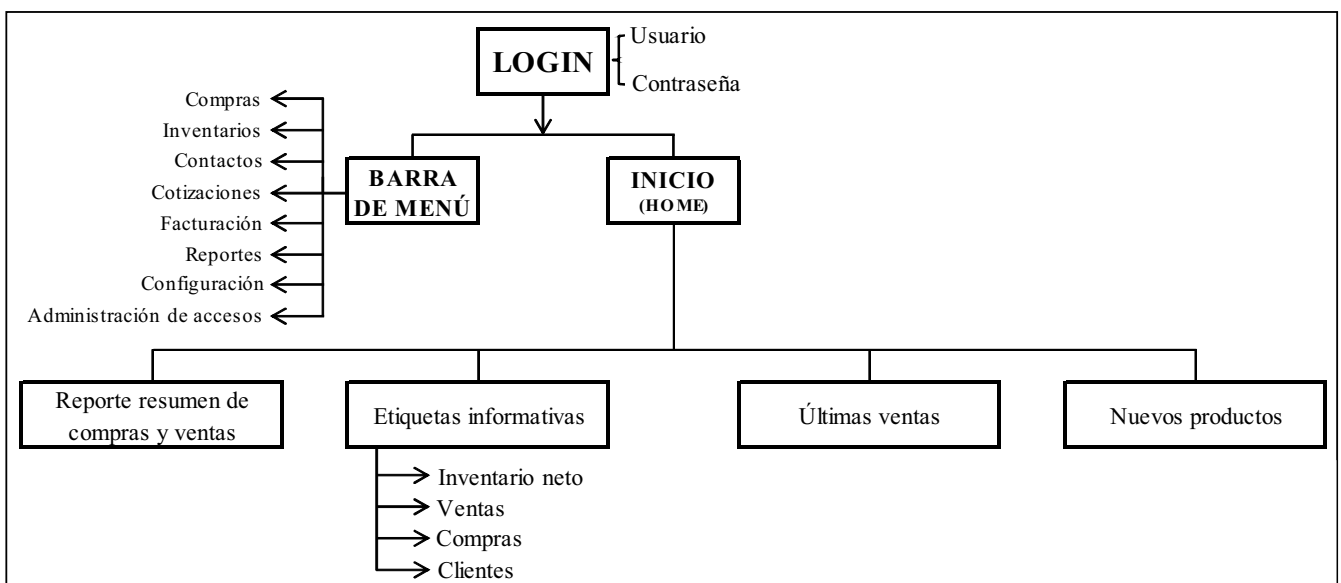 LOGIN
Usuario
Contraseña
Compras
Inventarios
Contactos
Cotizaciones
Facturación
Reportes
Configuración
Administración de accesos
BARRA
DE MENÚ
INICIO
(HOME)
Reporte resumen de
compras y ventas
Etiquetas informativas
Últimas ventas
Nuevos productos
Inventario neto
Ventas
Compras
Clientes